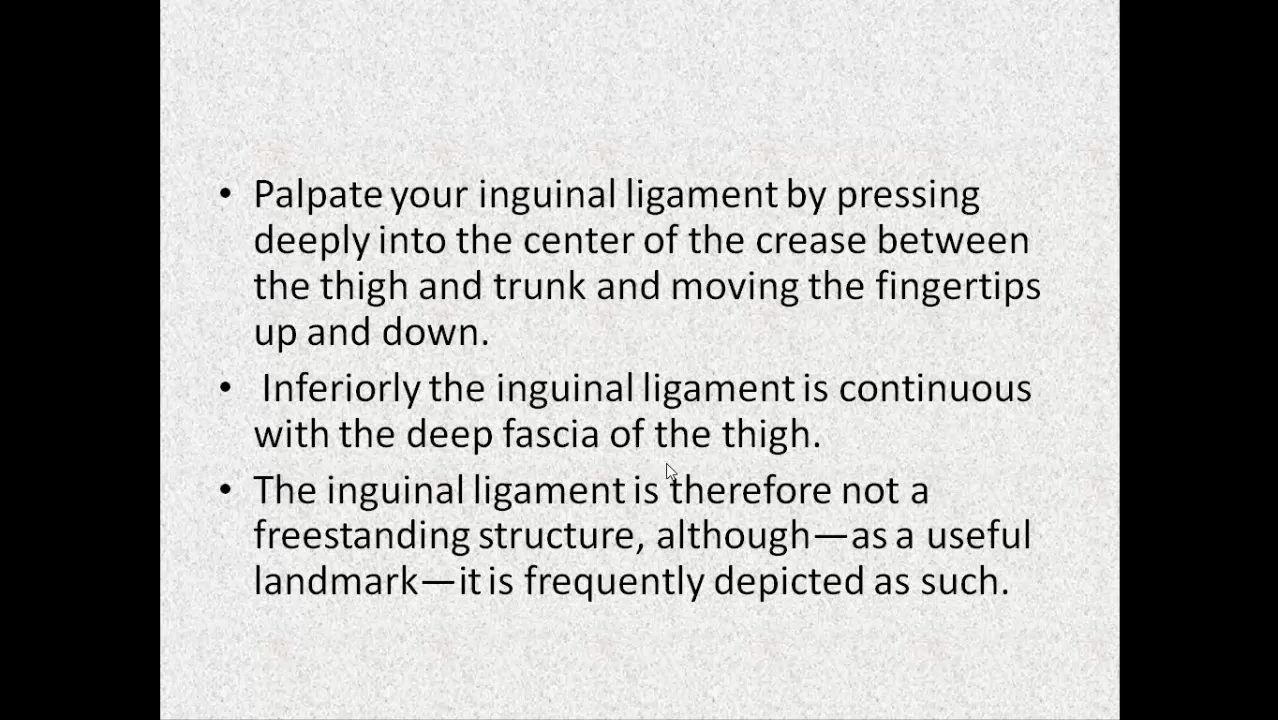 • Palpate your inguinal ligament by pressing
deeply into the center of the crease between
the thigh and trunk and moving the fingertips
up and down.
• Inferiorly the inguinal ligament is continuous
with the deep fascia of the thigh.
• The inguinal ligament is therefore not a
freestanding structure, although—as a useful
landmark—it is frequently depicted as such.